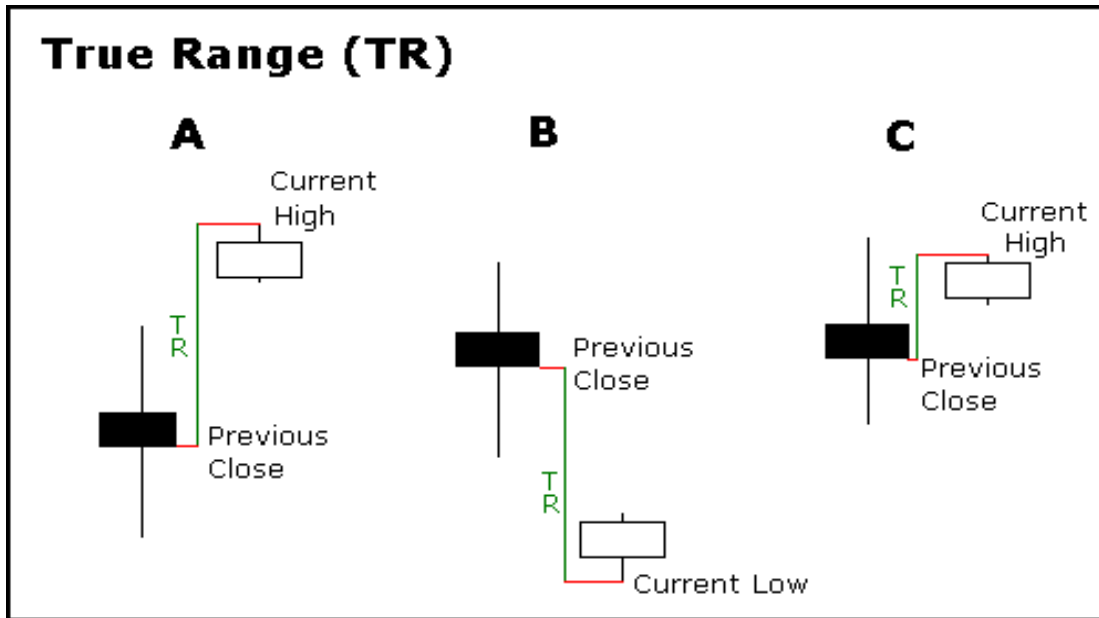 True Range (TR)
A
Current
High
T
R
Previous
Close
B
Previous
Close
T
R
Current Low
C
Current
High
T
R
Previous
Close